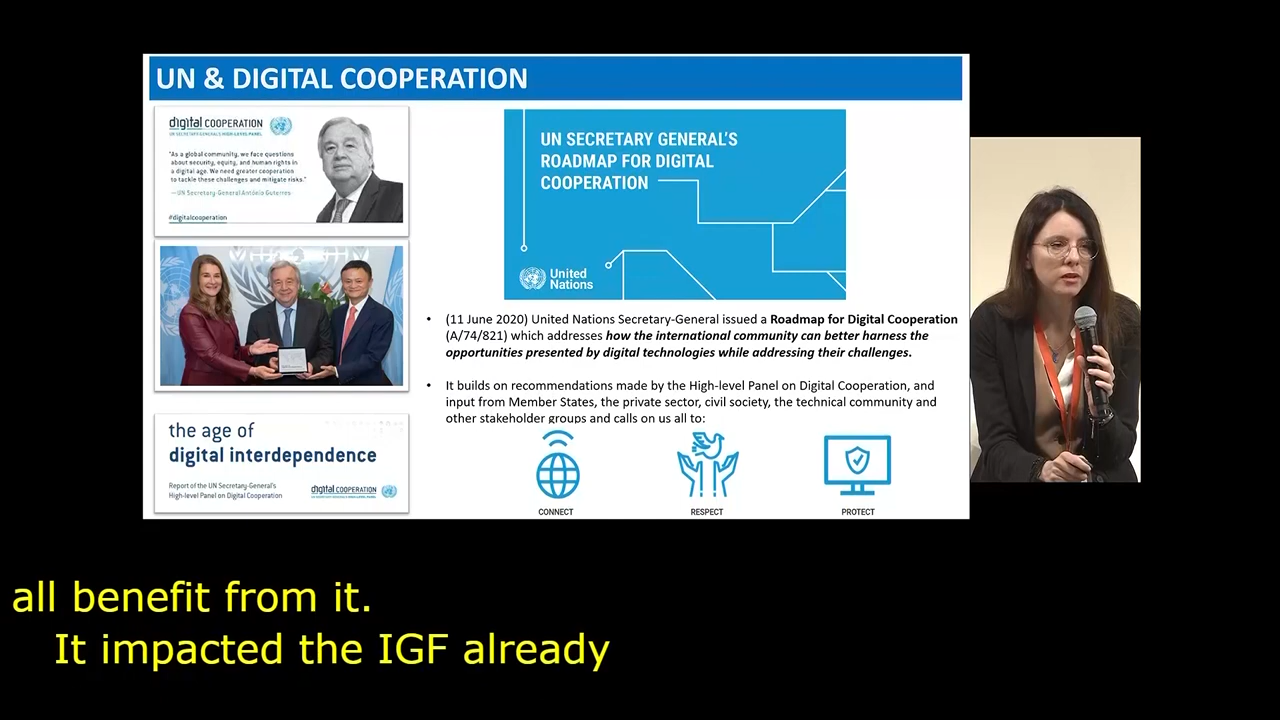 UN & DIGITAL COOPERATION
digital COOPERATION
UN SECRETARY-GENERAL'S HIGH-LEVEL PANEL
"As a global community, we face questions
about security, equity, and human rights in
a digital age. We need greater cooperation
to tackle these challenges and mitigate risks."
—UN Secretary-General António Guterres
#digitalcooperation
the age of
digital interdependence
Report of the UN Secretary-General's
High-level Panel on Digital Cooperation
digital COOPERATION
UN SECRETARY GENERAL'S
ROADMAP FOR DIGITAL
COOPERATION
United
Nations
• (11 June 2020) United Nations Secretary-General issued a Roadmap for Digital Cooperation
(A/74/821) which addresses how the international community can better harness the
opportunities presented by digital technologies while addressing their challenges.
• It builds on recommendations made by the High-level Panel on Digital Cooperation, and
input from Member States, the private sector, civil society, the technical community and
other stakeholder groups and calls on us all to:
CONNECT
RESPECT
PROTECT
all benefit from it.
It impacted the IGF already